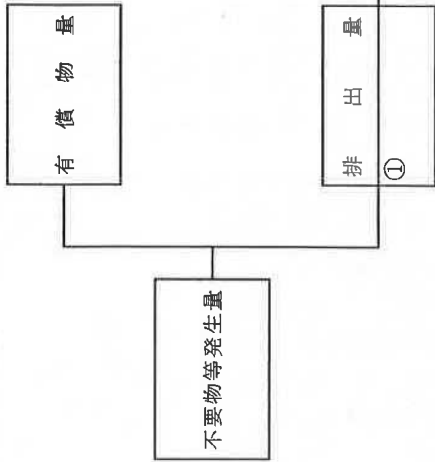 有償物量
不要物等発生量
排出量
①